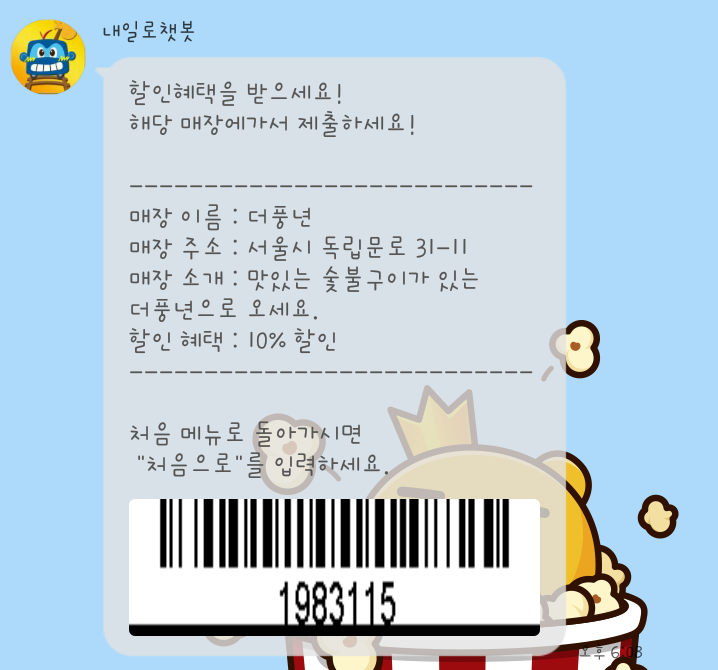 내일로챗봇
할인혜택을 받으세요!
해당 매장에가서 제출하세요!
---------------------------
매장 이름 : 더풍년
매장 주소 : 서울시 독립문로 31-11
매장 소개 : 맛있는 숯불구이가 있는
더풍년으로 오세요.
할인 혜택 : 10% 할인
---------------------------
처음 메뉴로 돌아가시면
"처음으로"를 입력하세요.
1983115
오후 6:03